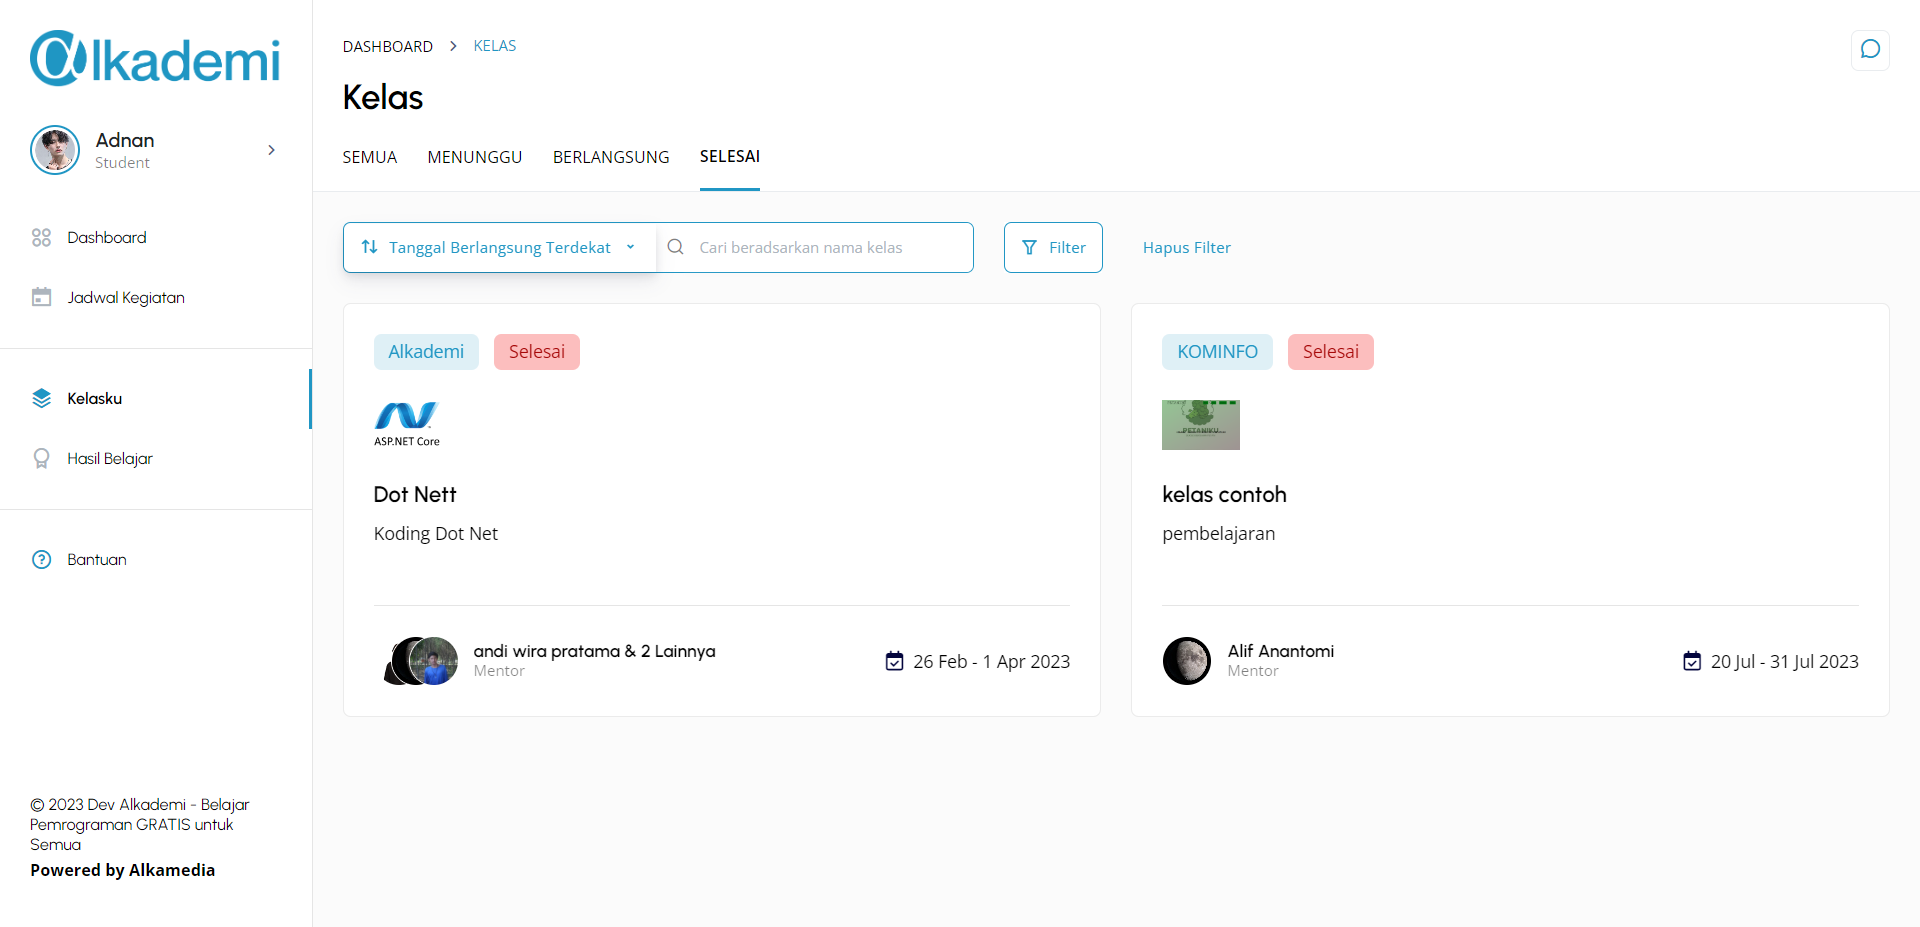 alkademi
Adnan
Student
Dashboard
Jadwal Kegiatan
Kelasku
Hasil Belajar
Bantuan
© 2023 Dev Alkademi - Belajar
Pemrograman GRATIS untuk
Semua
Powered by Alkamedia
DASHBOARD > KELAS
Kelas
SEMUA MENUNGGU BERLANGSUNG SELESAI
Tanggal Berlangsung Terdekat Cari beradsarkan nama kelas Filter Hapus Filter
Alkademi Selesai
ASP.NET Core
Dot Nett
Koding Dot Net
andi wira pratama & 2 Lainnya
Mentor
26 Feb - 1 Apr 2023
KOMINFO Selesai
PETANIKU
kelas contoh
pembelajaran
Alif Anantomi
Mentor
20 Jul - 31 Jul 2023